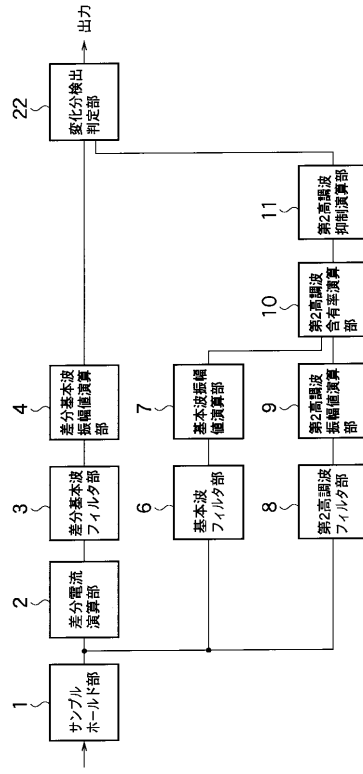 1
サンプル
ホールド部
2
差分電流
演算部
3
差分基本波
フィルタ部
4
差分基本波
振幅値演算
部
22
変化分検出
判定部
出力
6
基本波
フィルタ部
7
基本波振幅
値演算部
8
第2高調波
フィルタ部
9
第2高調波
振幅値演算
部
10
第2高調波
含有率演算
部
11
第2高調波
抑制演算部